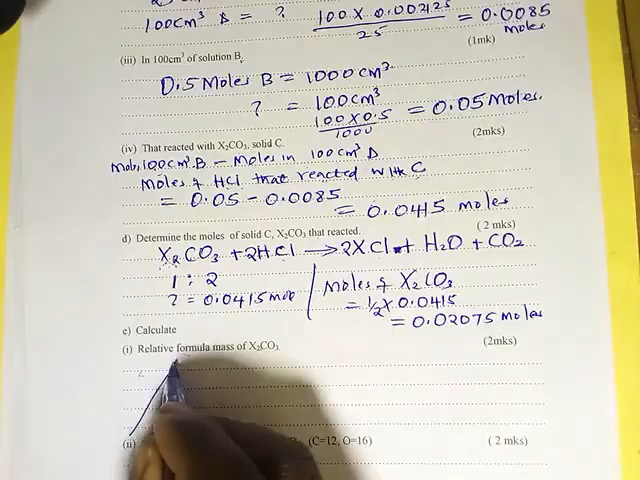 100cm³ D = ? 100 X 0.002125 / 25 = 0.0085 moles
(1mk)
(iii) In 100cm³ of solution B,
0.5 Moles B = 1000cm³
? = 100cm³
100 X 0.5 / 1000 = 0.05 Moles.
(iv) That reacted with X₂CO₃, solid C. (2mks)
Mol, 100cm³ B – Moles in 100cm³ D
Moles of HCl that reacted with C
= 0.05 - 0.0085
= 0.0415 moles
d) Determine the moles of solid C, X₂CO₃ that reacted. ( 2 mks)
X₂CO₃ + 2HCl → 2XCl + H₂O + CO₂
1 : 2
? = 0.0415 mol
Moles of X₂CO₃
= 1/2 X 0.0415
= 0.02075 moles
e) Calculate
(i) Relative formula mass of X₂CO₃. (2mks)
(ii) (C=12, O=16) ( 2 mks)